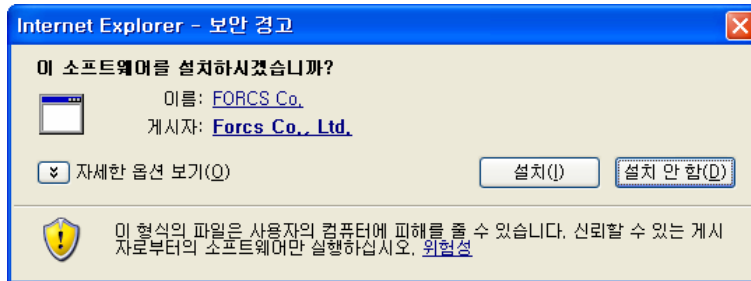 Internet Explorer - 보안 경고
이 소프트웨어를 설치하시겠습니까?
이름: FORCS Co,
게시자: Forcs Co,, Ltd,
자세한 옵션 보기(O)
설치(I)
설치 안 함(D)
이 형식의 파일은 사용자의 컴퓨터에 피해를 줄 수 있습니다. 신뢰할 수 있는 게시
자로부터의 소프트웨어만 실행하십시오. 위험성